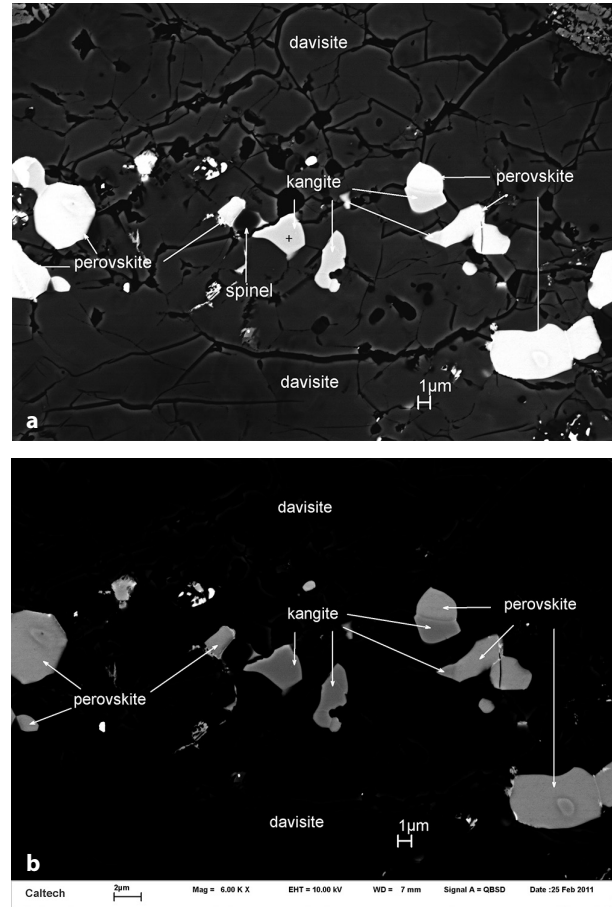 davisite
kangite
perovskite
perovskite
spinel
davisite
1µm
a
davisite
kangite
perovskite
perovskite
davisite
1µm
b
Caltech
2µm
Mag = 6.00 K X
EHT = 10.00 kV
WD = 7 mm
Signal A = QBSD
Date :25 Feb 2011